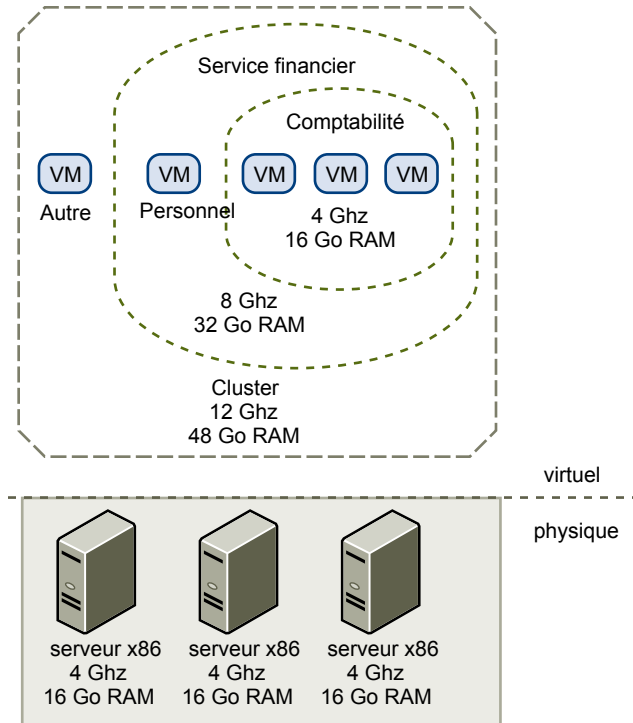 Service financier
Comptabilité
VM
VM
VM
VM
VM
Autre
Personnel
4 Ghz
16 Go RAM
8 Ghz
32 Go RAM
Cluster
12 Ghz
48 Go RAM
virtuel
physique
serveur x86
4 Ghz
16 Go RAM
serveur x86
4 Ghz
16 Go RAM
serveur x86
4 Ghz
16 Go RAM